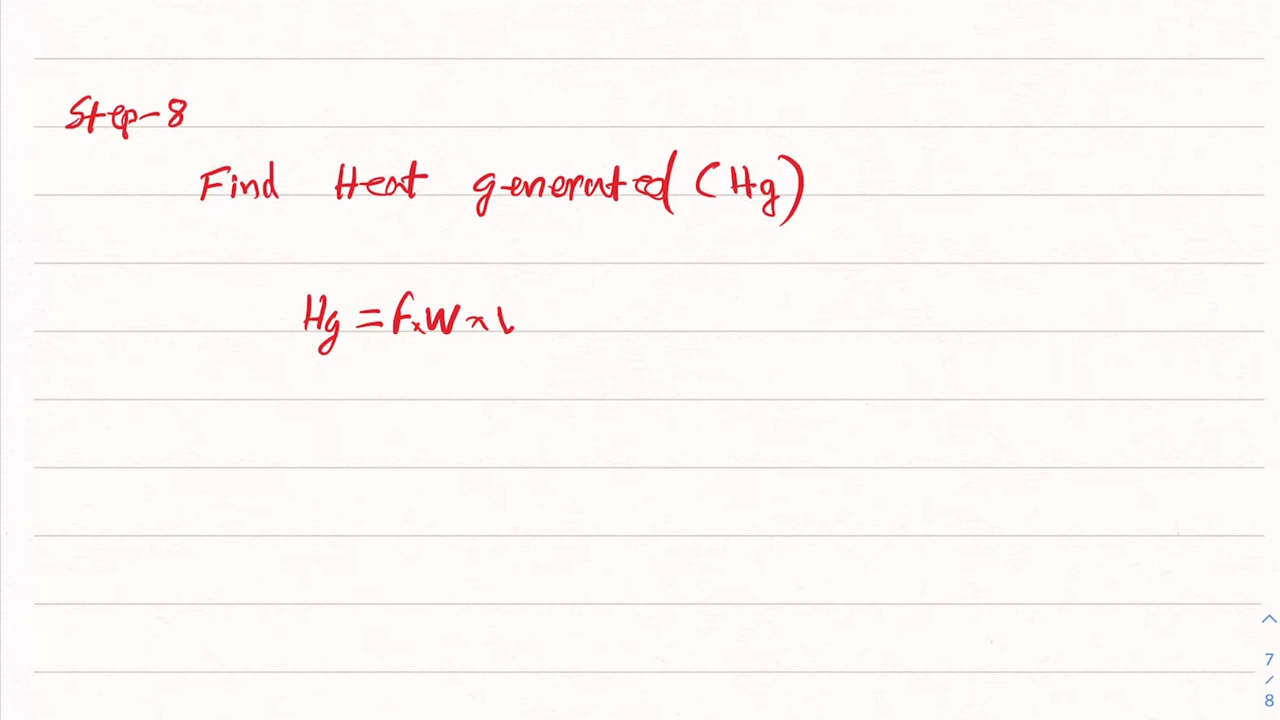 Step-8
Find Heat generated (Hg)
Hg = f x W x
7
/
8